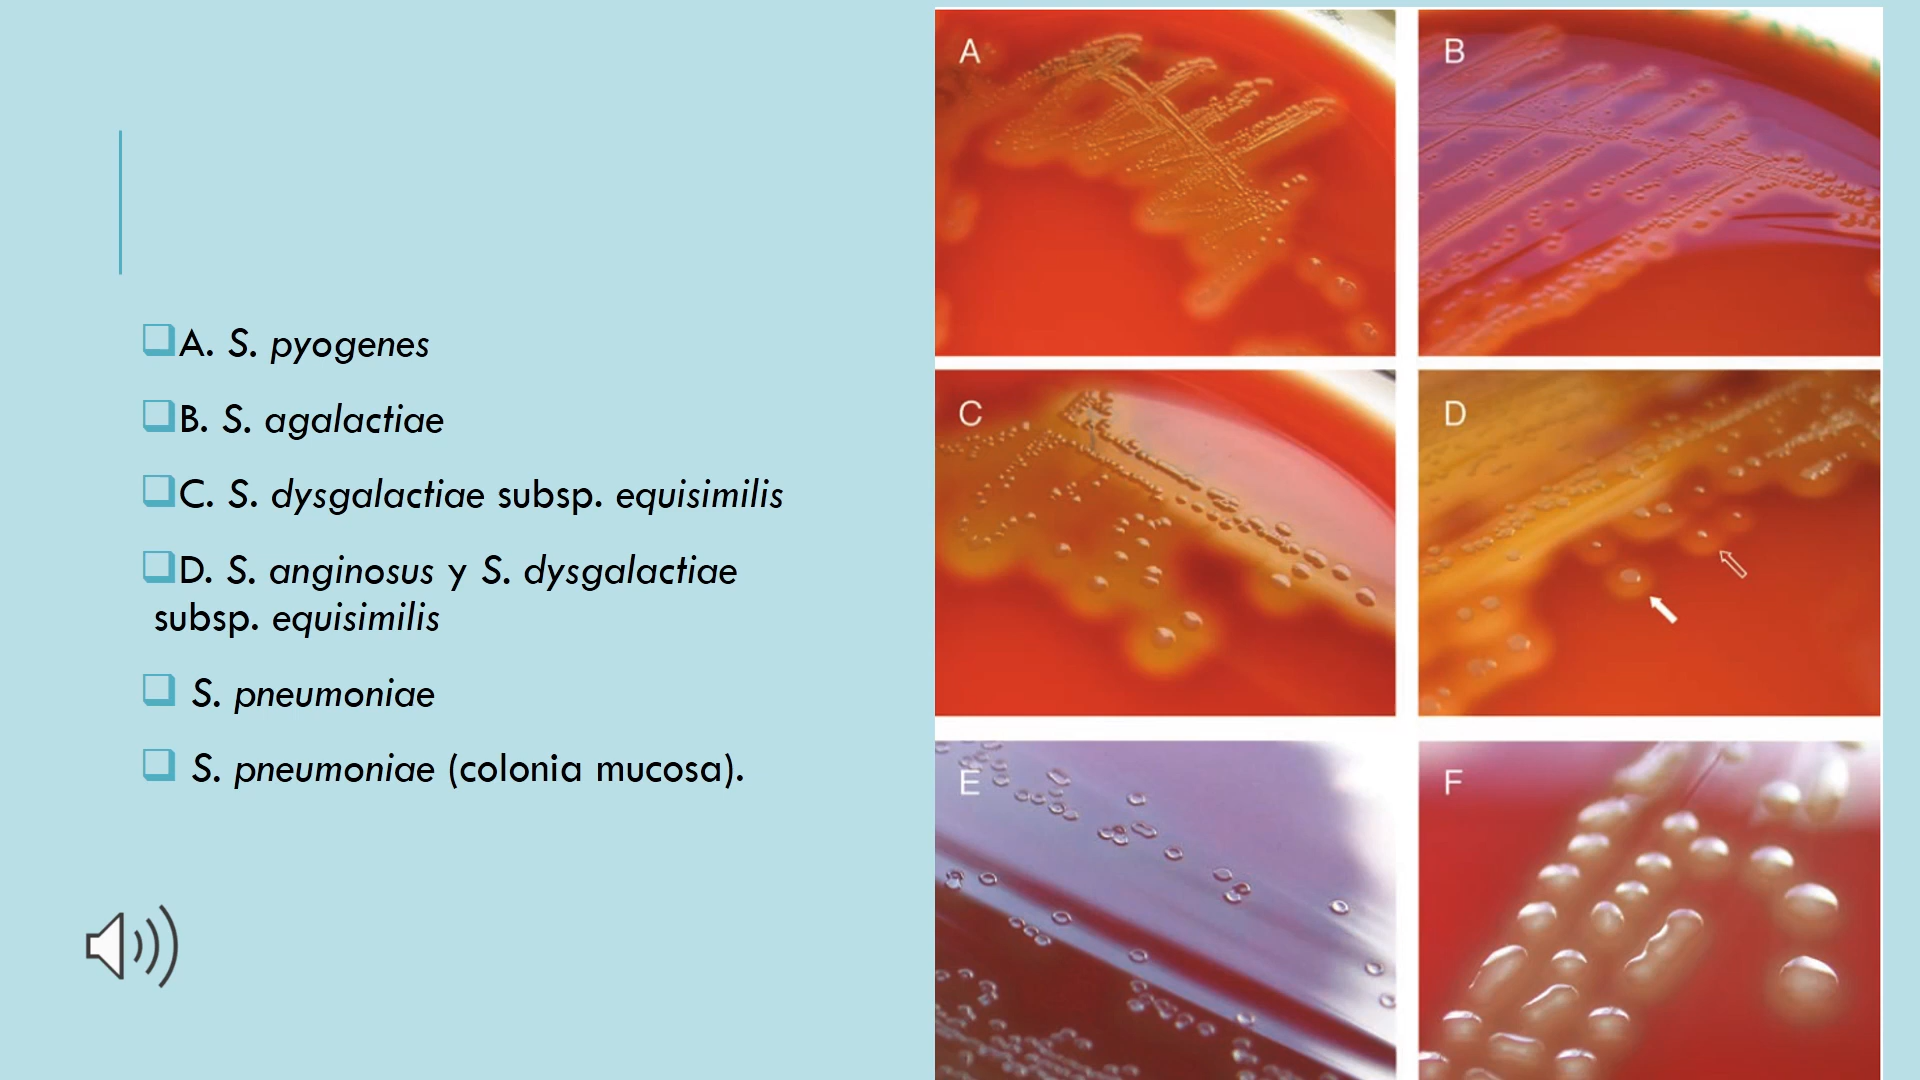 A. S. pyogenes
B. S. agalactiae
C. S. dysgalactiae subsp. equisimilis
D. S. anginosus y S. dysgalactiae
subsp. equisimilis
S. pneumoniae
S. pneumoniae (colonia mucosa).
A
B
C
D
E
F